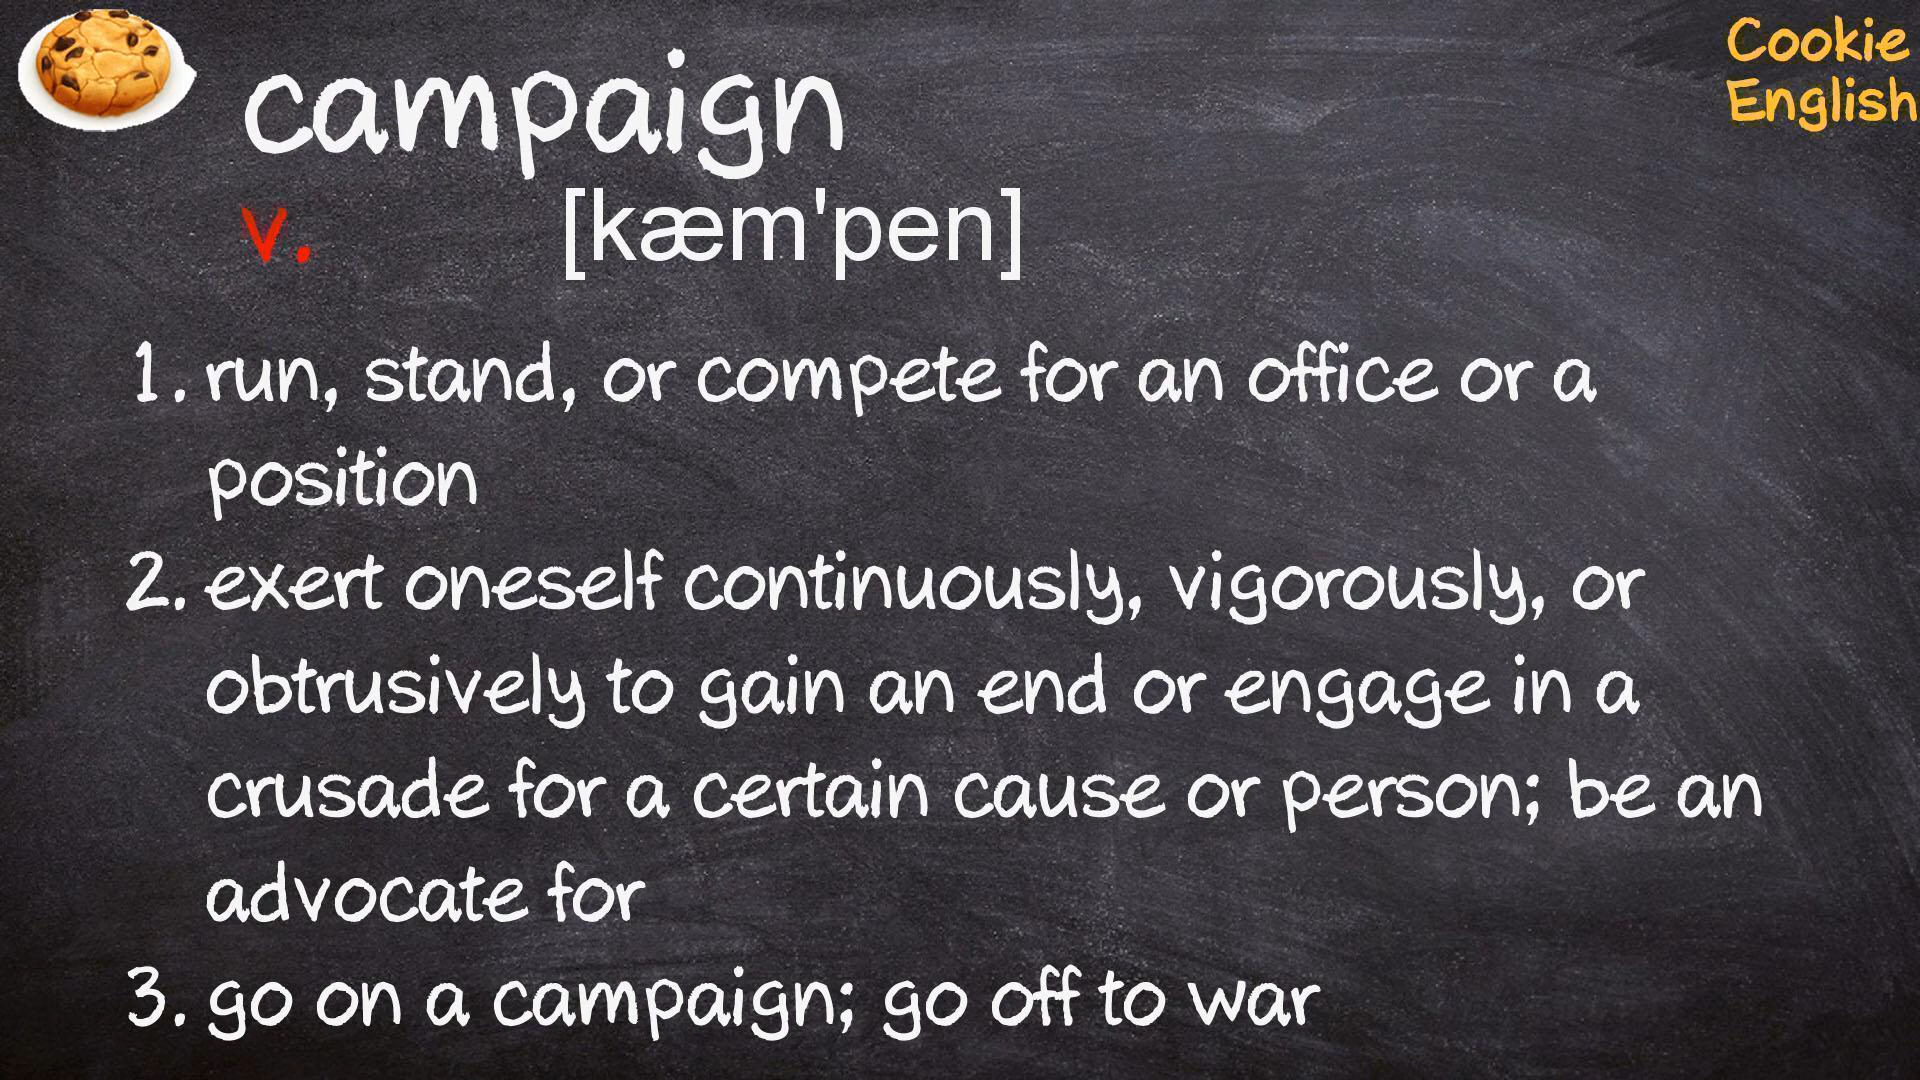 Cookie
English
campaign
v. [kæm'pen]
1. run, stand, or compete for an office or a
position
2. exert oneself continuously, vigorously, or
obtrusively to gain an end or engage in a
crusade for a certain cause or person; be an
advocate for
3. go on a campaign; go off to war